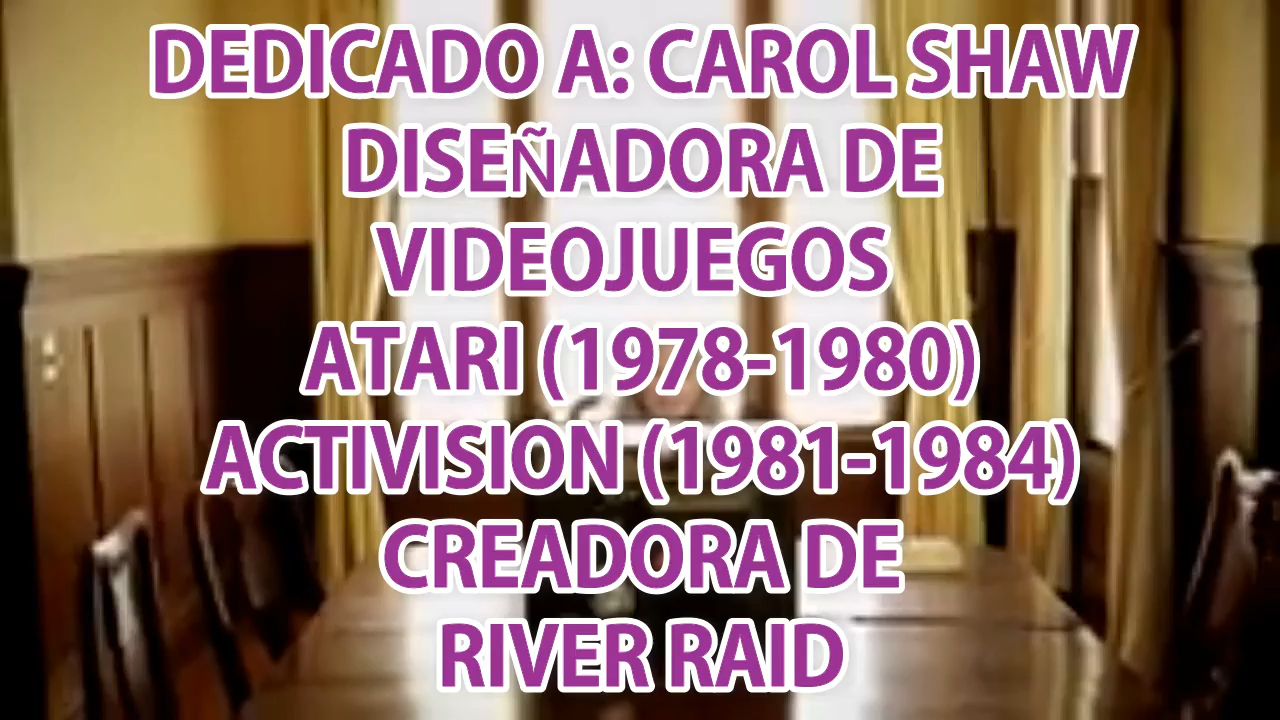 DEDICADO A: CAROL SHAW
DISEÑADORA DE
VIDEOJUEGOS
ATARI (1978-1980)
ACTIVISION (1981-1984)
CREADORA DE
RIVER RAID